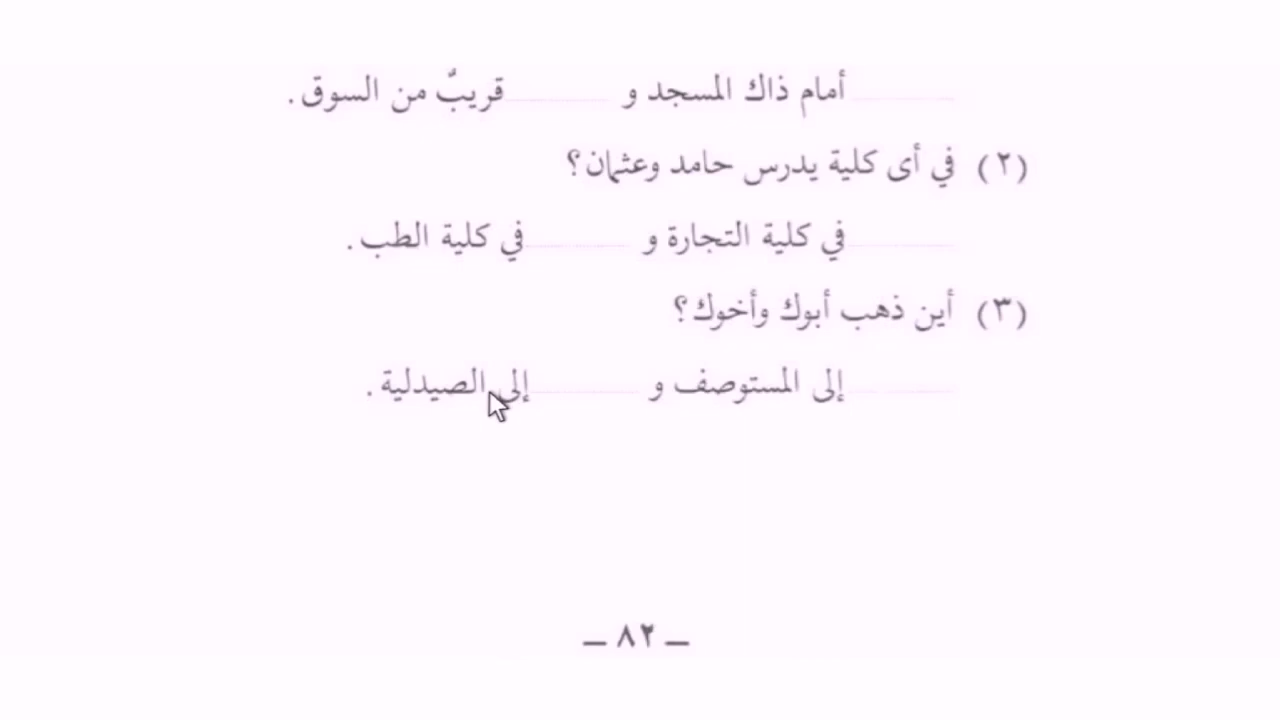 أمام ذاك المسجد و قريبٌ من السوق .
(٢) في أى كلية يدرس حامد وعثمان؟
في كلية التجارة و في كلية الطب .
(٣) أين ذهب أبوك وأخوك؟
إلى المستوصف و إلى الصيدلية .
– ٨٢ –